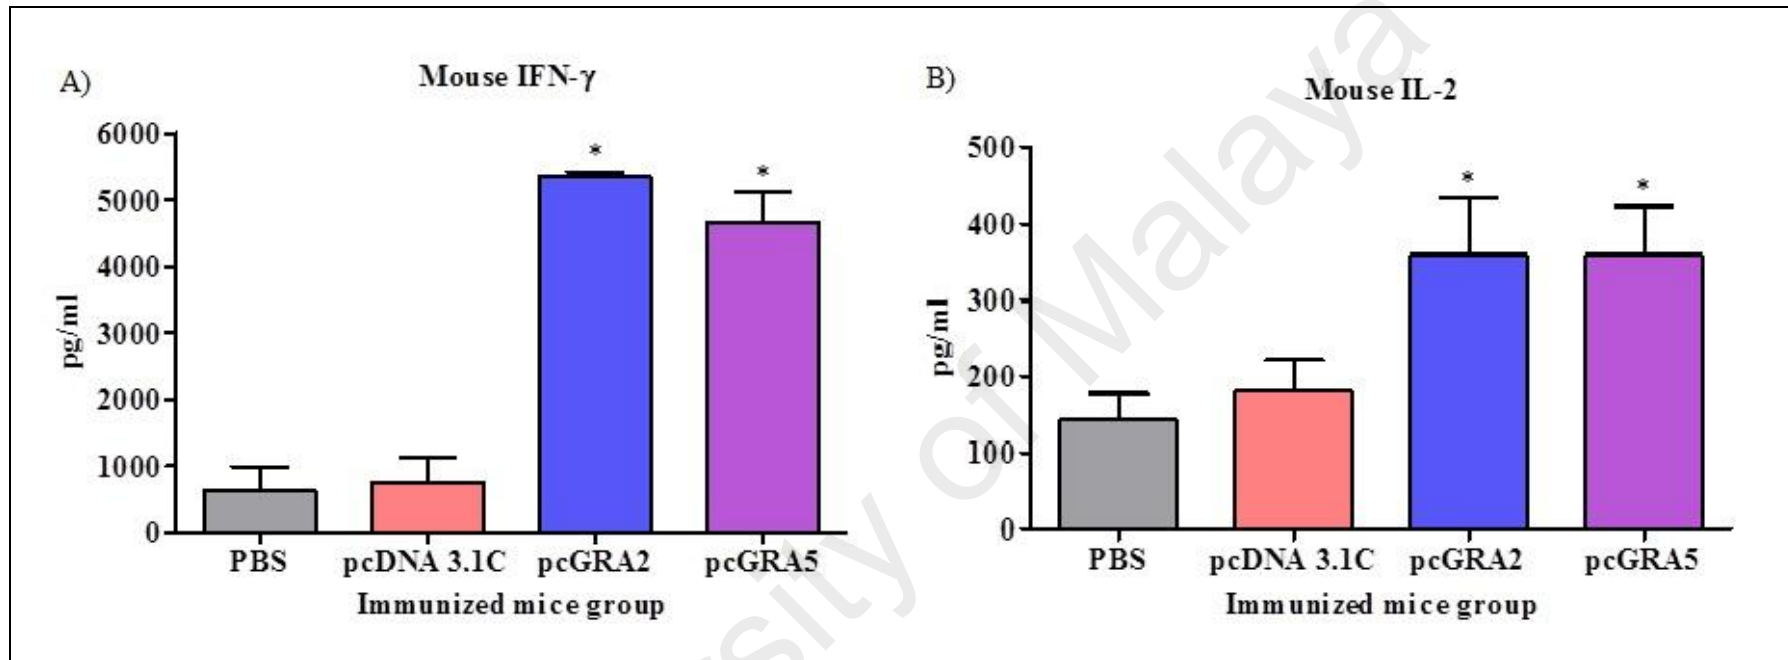 A)
Mouse IFN-γ
6000
5000
4000
3000
2000
1000
0
pg/ml
*
*
PBS pcDNA 3.1C pcGRA2 pcGRA5
Immunized mice group
B)
Mouse IL-2
500
400
300
200
100
0
pg/ml
*
*
PBS pcDNA 3.1C pcGRA2 pcGRA5
Immunized mice group
sity of Malaya